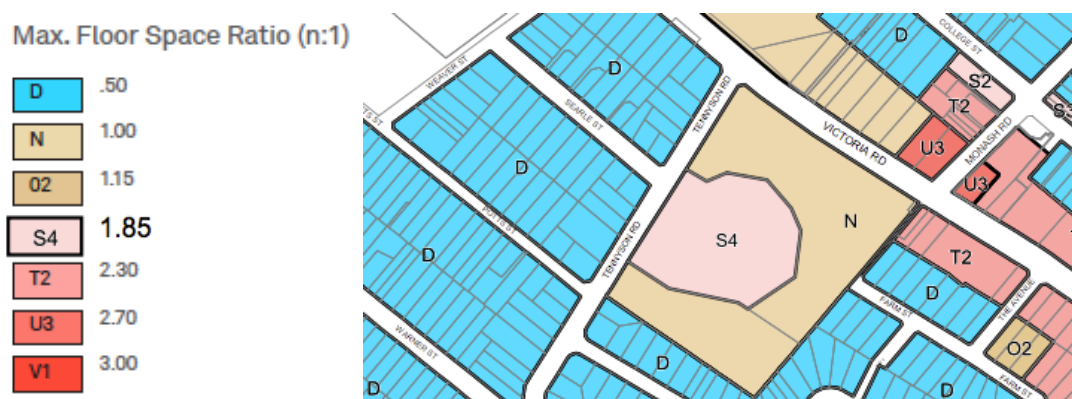 Max. Floor Space Ratio (n:1)
D .50
N 1.00
02 1.15
S4 1.85
T2 2.30
U3 2.70
V1 3.00
COLLEGE ST
D
S2
WEAVER ST
D
T2
SEARLE ST
TENNYSON RD
VICTORIA RD
MONASH RD
U3
D
U3
POTTS ST
N
S4
D
TENNYSON RD
T2
D
FARM ST
THE AVENUE
WARNER ST
O2
D
D
D
FARM ST